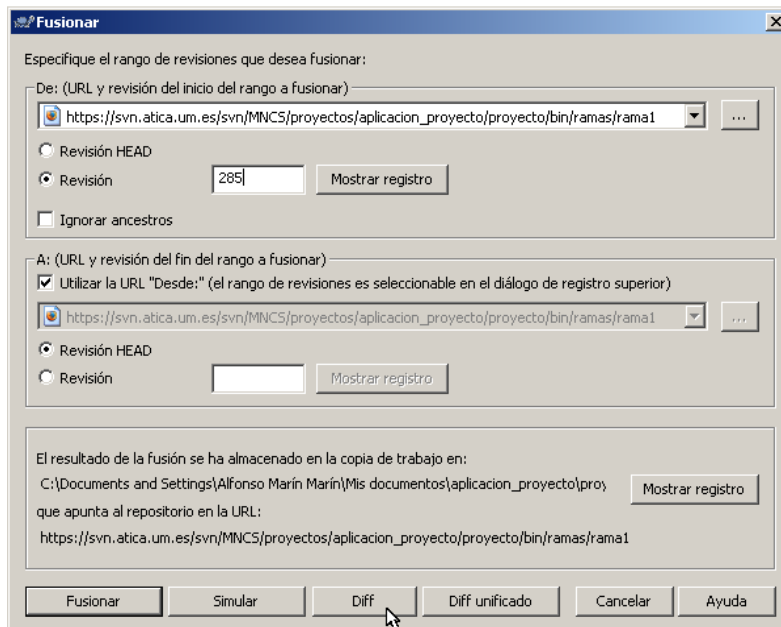 Fusionar
Especifique el rango de revisiones que desea fusionar:
De: (URL y revisión del inicio del rango a fusionar)
https://svn.atica.um.es/svn/MNCS/proyectos/aplicacion_proyecto/proyecto/bin/ramas/rama1
...
Revisión HEAD
Revisión 285 Mostrar registro
Ignorar ancestros
A: (URL y revisión del fin del rango a fusionar)
Utilizar la URL "Desde:" (el rango de revisiones es seleccionable en el diálogo de registro superior)
https://svn.atica.um.es/svn/MNCS/proyectos/aplicacion_proyecto/proyecto/bin/ramas/rama1
...
Revisión HEAD
Revisión Mostrar registro
El resultado de la fusión se ha almacenado en la copia de trabajo en:
C:\Documents and Settings\Alfonso Marín Marín\Mis documentos\aplicacion_proyecto\proy
Mostrar registro
que apunta al repositorio en la URL:
https://svn.atica.um.es/svn/MNCS/proyectos/aplicacion_proyecto/proyecto/bin/ramas/rama1
Fusionar Simular Diff Diff unificado Cancelar Ayuda